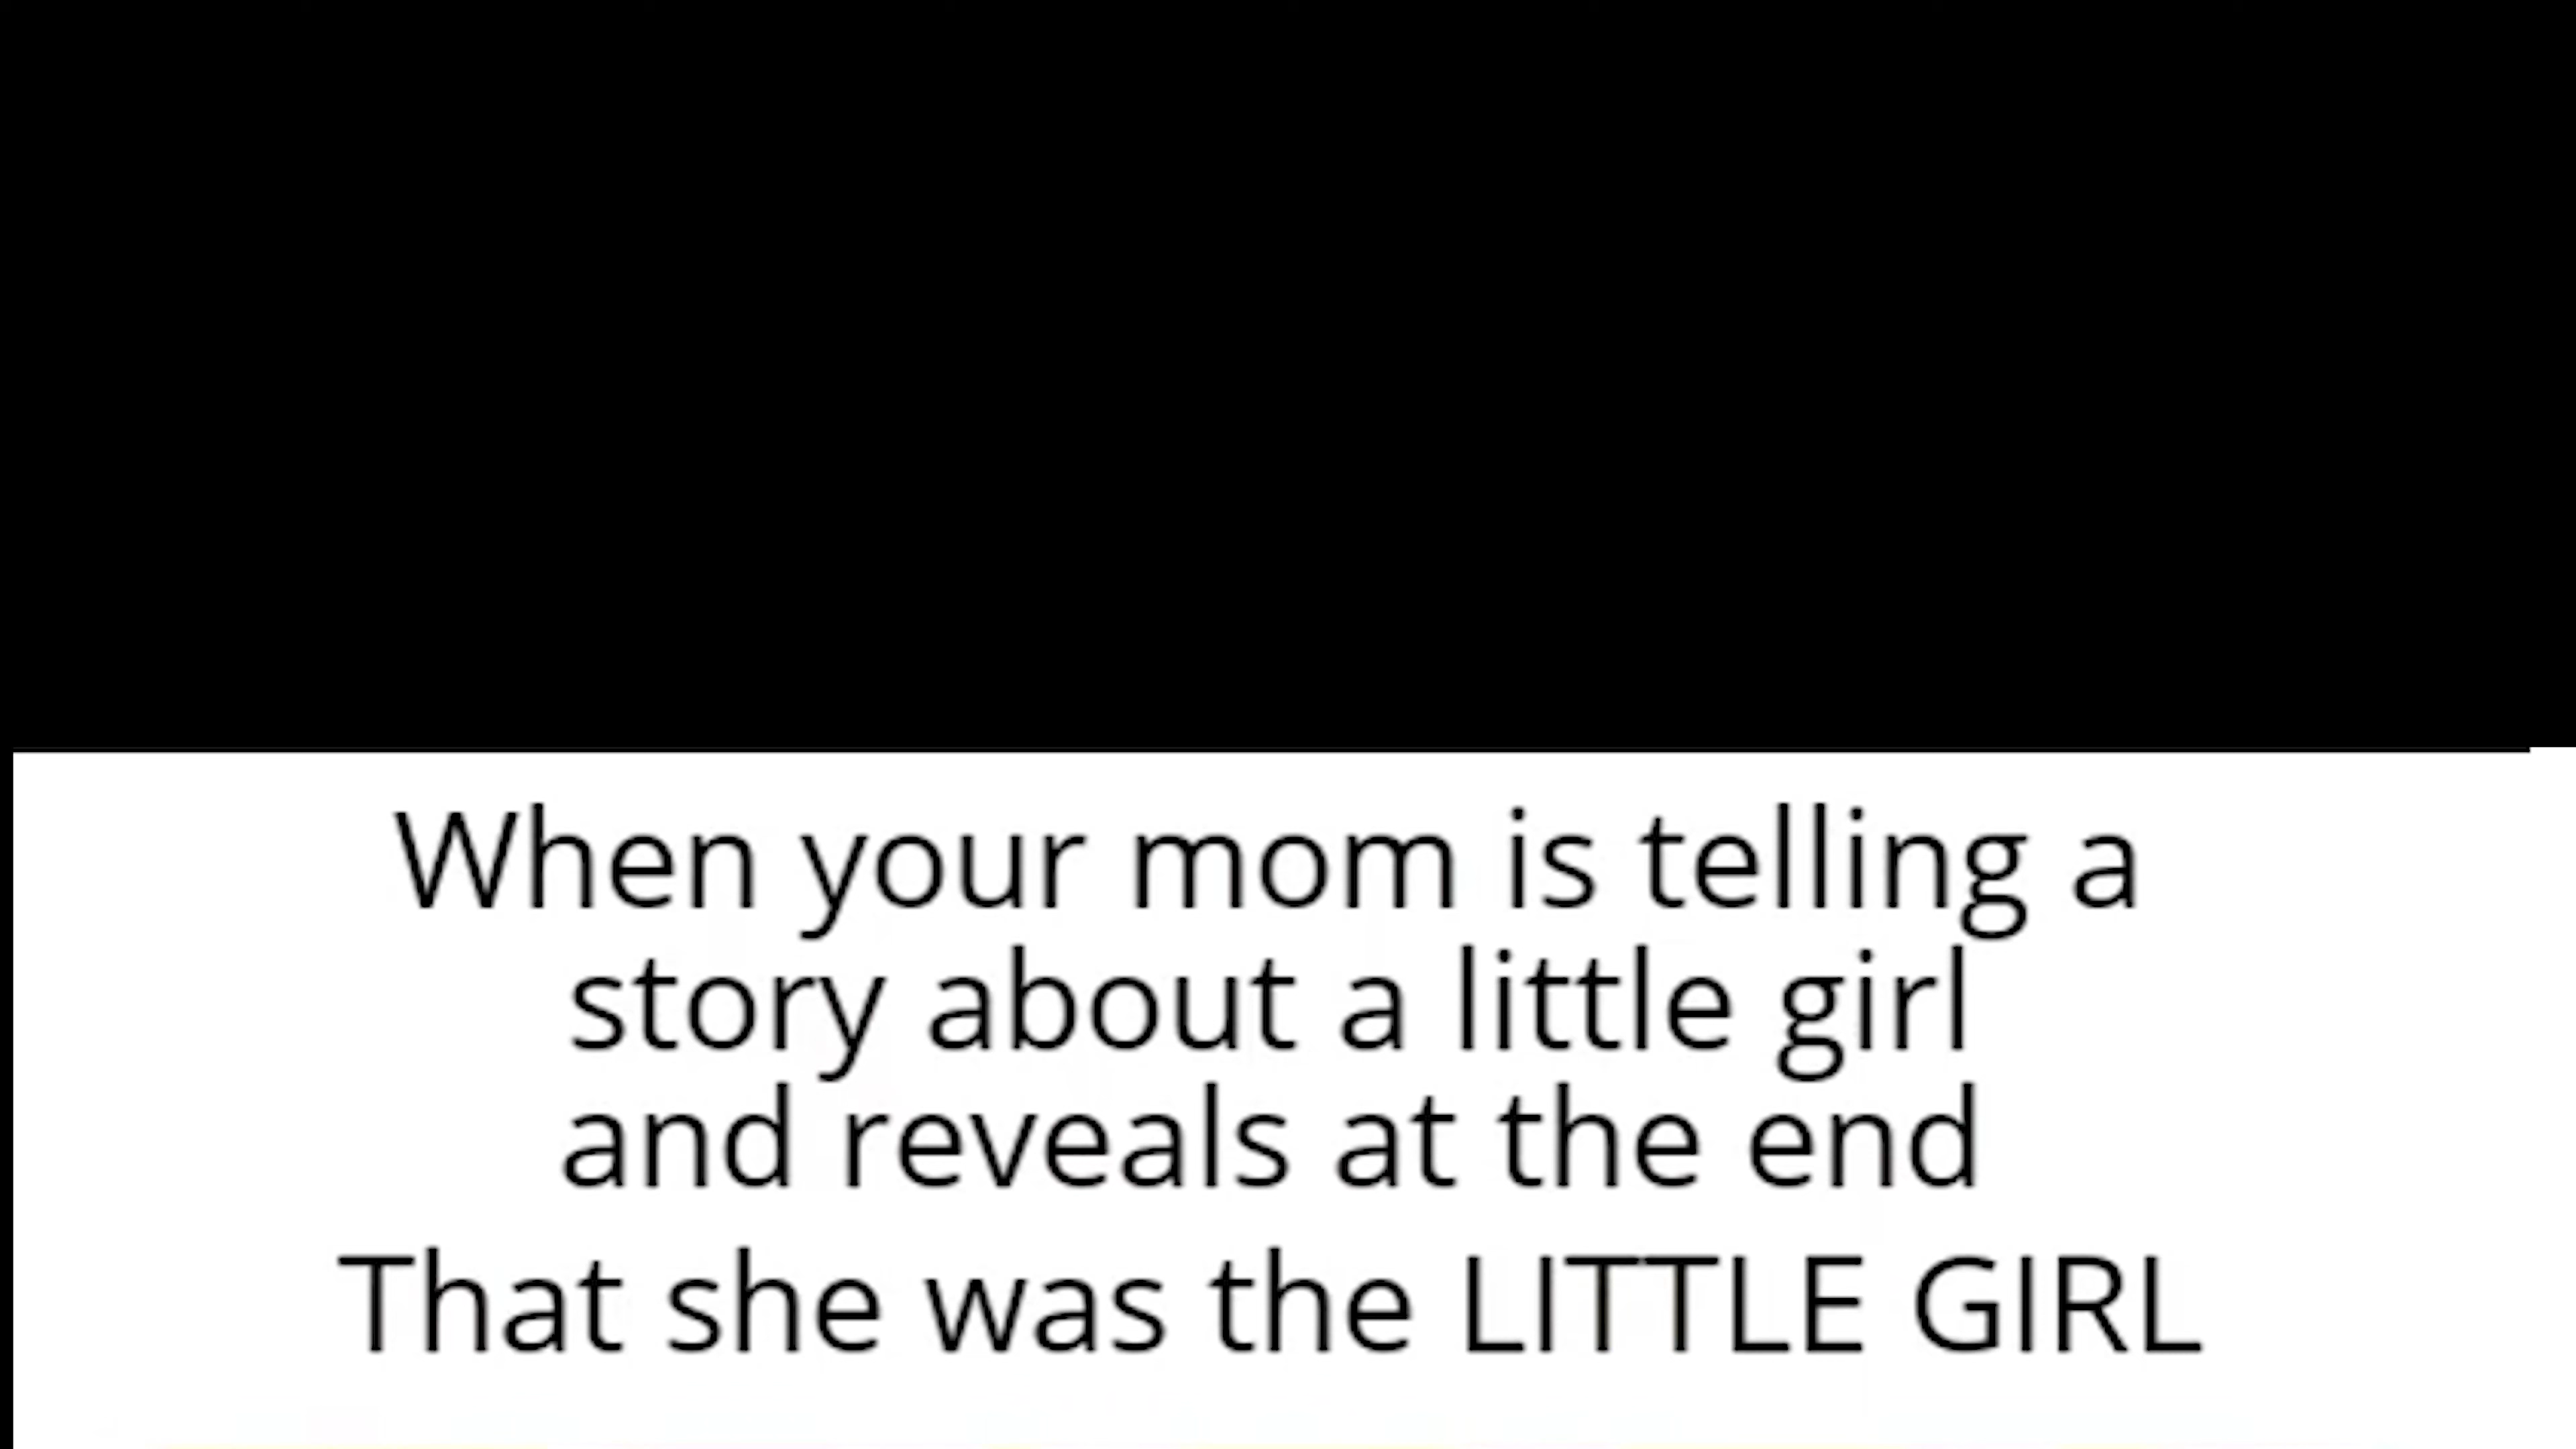 When your mom is telling a
story about a little girl
and reveals at the end
That she was the LITTLE GIRL